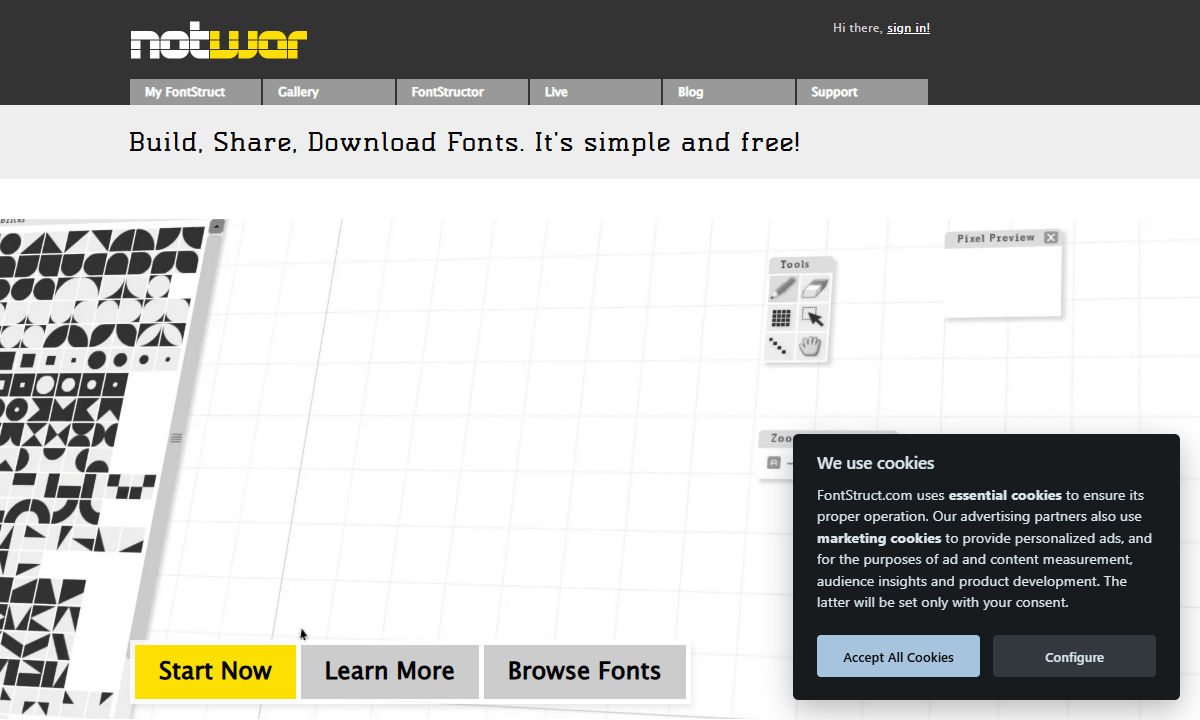 notwar
Hi there, sign in!
My FontStruct
Gallery
FontStructor
Live
Blog
Support
Build, Share, Download Fonts. It's simple and free!
Bricks
Pixel Preview
Tools
We use cookies
FontStruct.com uses essential cookies to ensure its
proper operation. Our advertising partners also use
marketing cookies to provide personalized ads, and
for the purposes of ad and content measurement,
audience insights and product development. The
latter will be set only with your consent.
Accept All Cookies
Configure
Start Now
Learn More
Browse Fonts